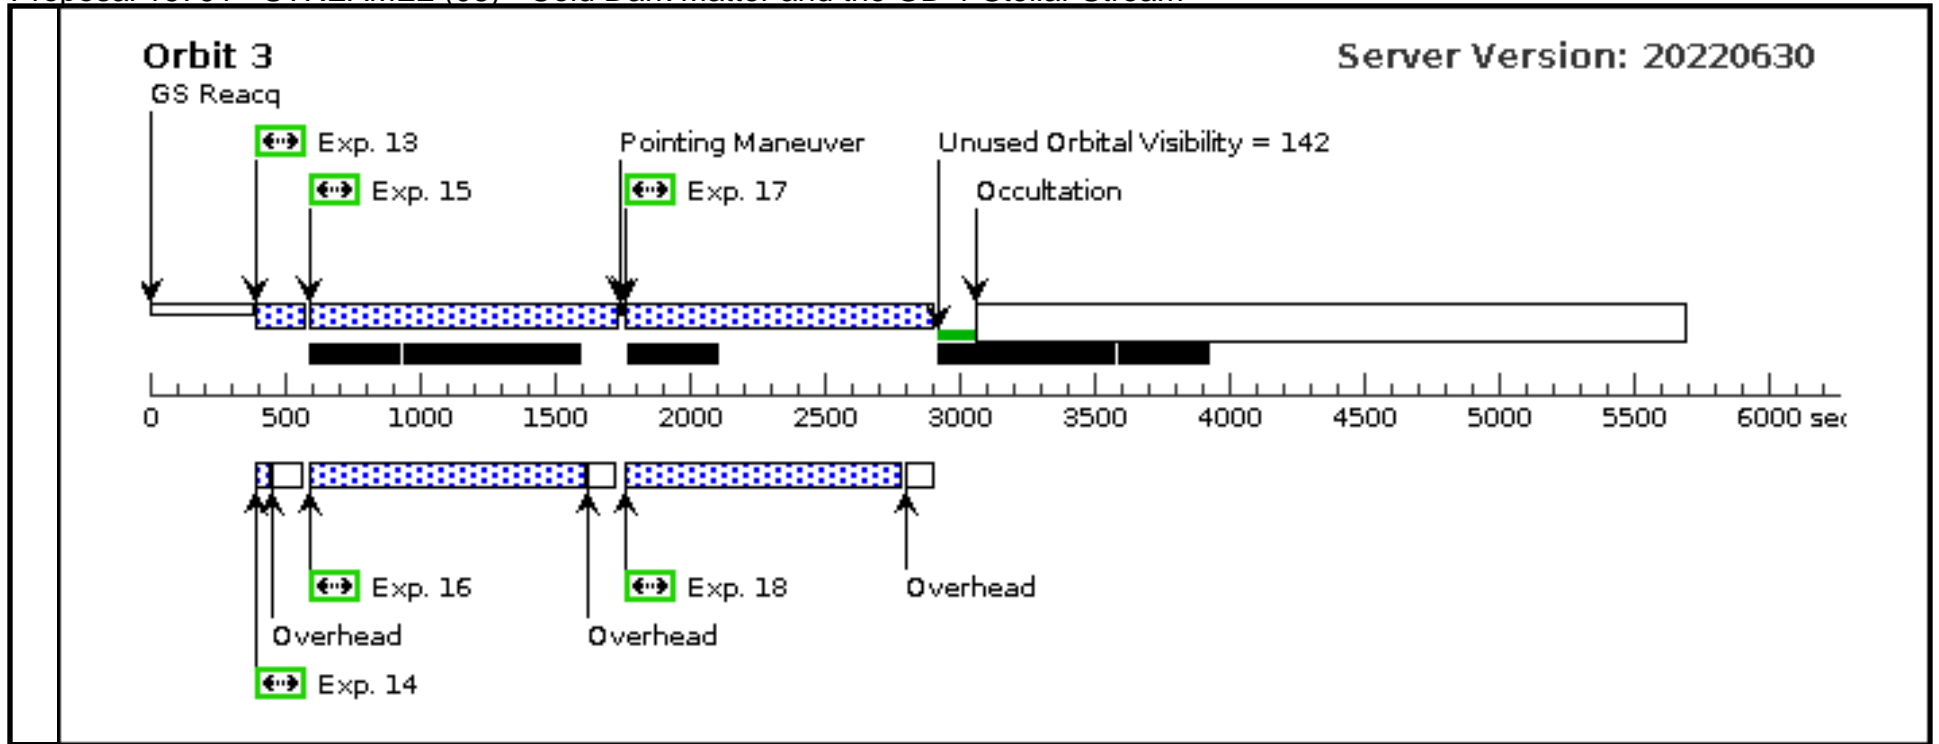 Orbit 3
Server Version: 20220630
GS Reacq
Exp. 13
Pointing Maneuver
Unused Orbital Visibility = 142
Exp. 15
Exp. 17
Occultation
0 500 1000 1500 2000 2500 3000 3500 4000 4500 5000 5500 6000 sec
Exp. 16
Exp. 18
Overhead
Overhead
Overhead
Exp. 14